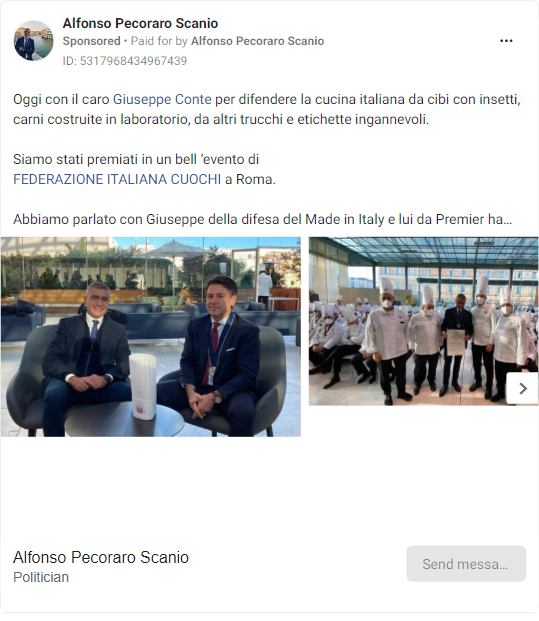 Alfonso Pecoraro Scanio
Sponsored • Paid for by Alfonso Pecoraro Scanio
ID: 5317968434967439
Oggi con il caro Giuseppe Conte per difendere la cucina italiana da cibi con insetti,
carni costruite in laboratorio, da altri trucchi e etichette ingannevoli.
Siamo stati premiati in un bell ‘evento di
FEDERAZIONE ITALIANA CUOCHI a Roma.
Abbiamo parlato con Giuseppe della difesa del Made in Italy e lui da Premier ha...
Alfonso Pecoraro Scanio
Politician
Send messa...